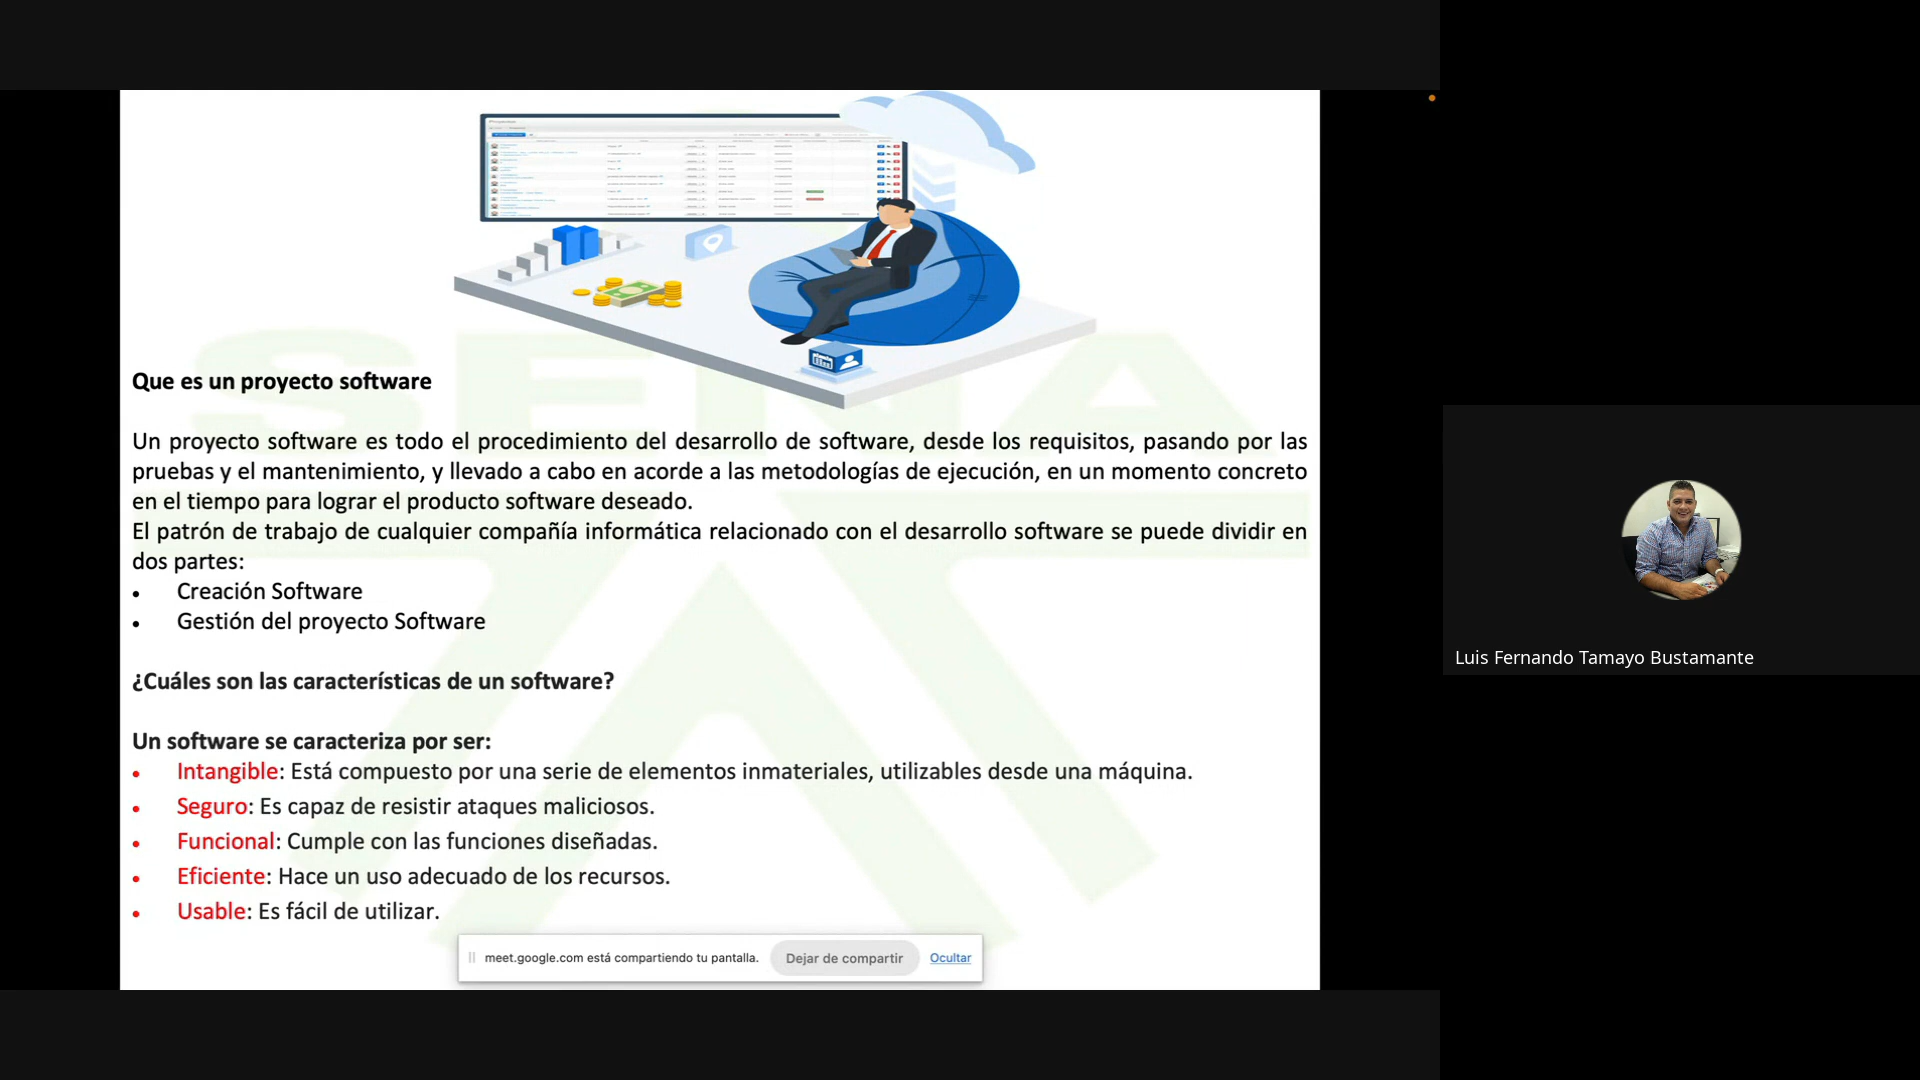 SENA
Que es un proyecto software
Un proyecto software es todo el procedimiento del desarrollo de software, desde los requisitos, pasando por las
pruebas y el mantenimiento, y llevado a cabo en acorde a las metodologías de ejecución, en un momento concreto
en el tiempo para lograr el producto software deseado.
El patrón de trabajo de cualquier compañía informática relacionado con el desarrollo software se puede dividir en
dos partes:
• Creación Software
• Gestión del proyecto Software
¿Cuáles son las características de un software?
Un software se caracteriza por ser:
• Intangible: Está compuesto por una serie de elementos inmateriales, utilizables desde una máquina.
• Seguro: Es capaz de resistir ataques maliciosos.
• Funcional: Cumple con las funciones diseñadas.
• Eficiente: Hace un uso adecuado de los recursos.
• Usable: Es fácil de utilizar.
meet.google.com está compartiendo tu pantalla. Dejar de compartir Ocultar
Luis Fernando Tamayo Bustamante